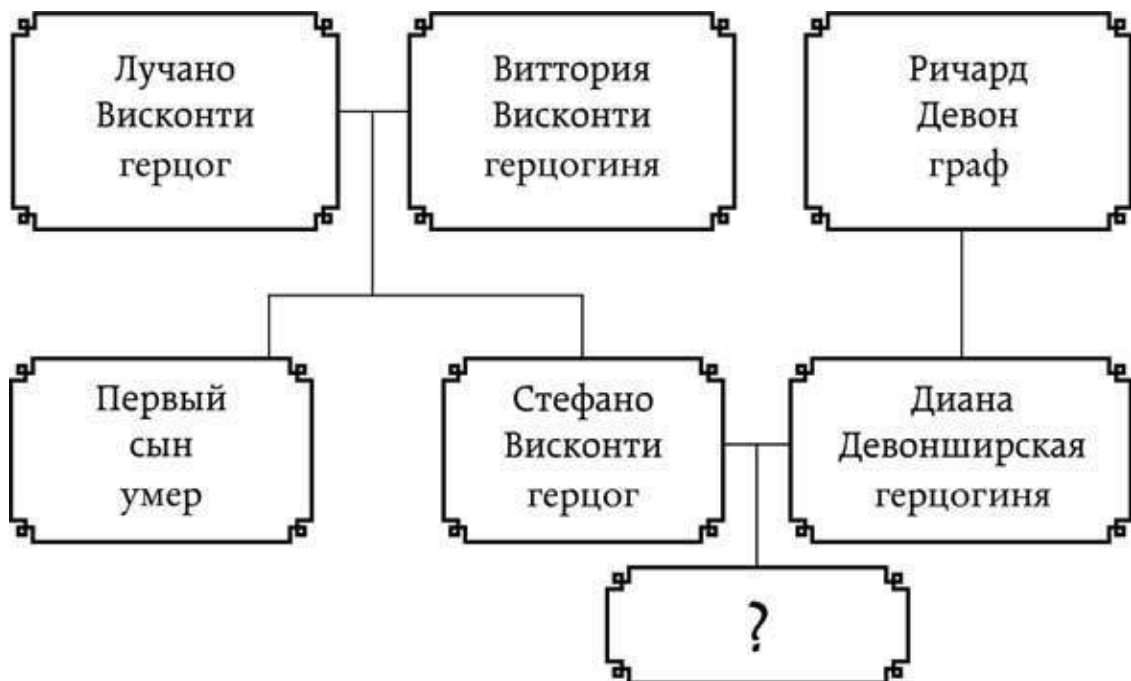 Лучано
Висконти
герцог
Виттория
Висконти
герцогиня
Ричард
Девон
граф
Первый
сын
умер
Стефано
Висконти
герцог
Диана
Девонширская
герцогиня
?